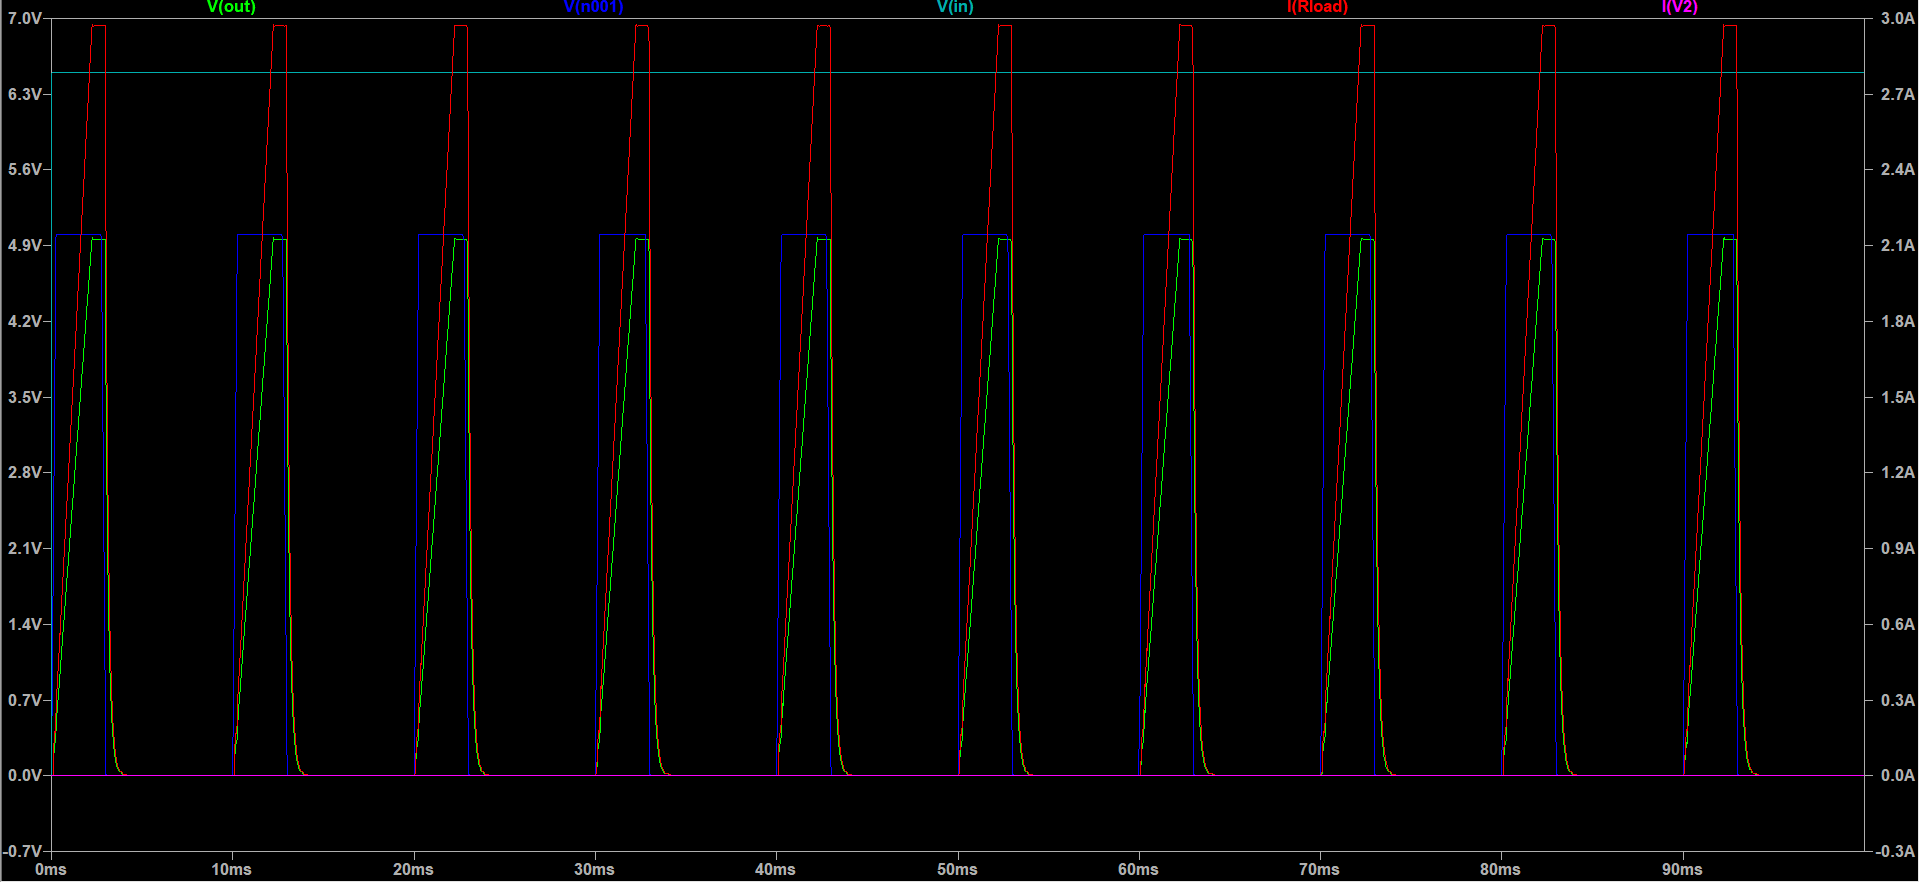 V(out) V(n001) V(in) I(Rload) I(V2)
7.0V 3.0A
6.3V 2.7A
5.6V 2.4A
4.9V 2.1A
4.2V 1.8A
3.5V 1.5A
2.8V 1.2A
2.1V 0.9A
1.4V 0.6A
0.7V 0.3A
0.0V 0.0A
-0.7V -0.3A
0ms 10ms 20ms 30ms 40ms 50ms 60ms 70ms 80ms 90ms